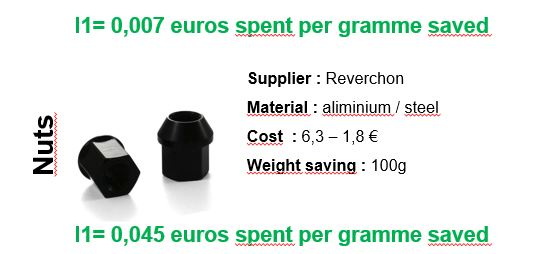 I1= 0,007 euros spent per gramme saved
Supplier : Reverchon
Material : aliminium / steel
Nuts
Cost : 6,3 – 1,8 €
Weight saving : 100g
I1= 0,045 euros spent per gramme saved